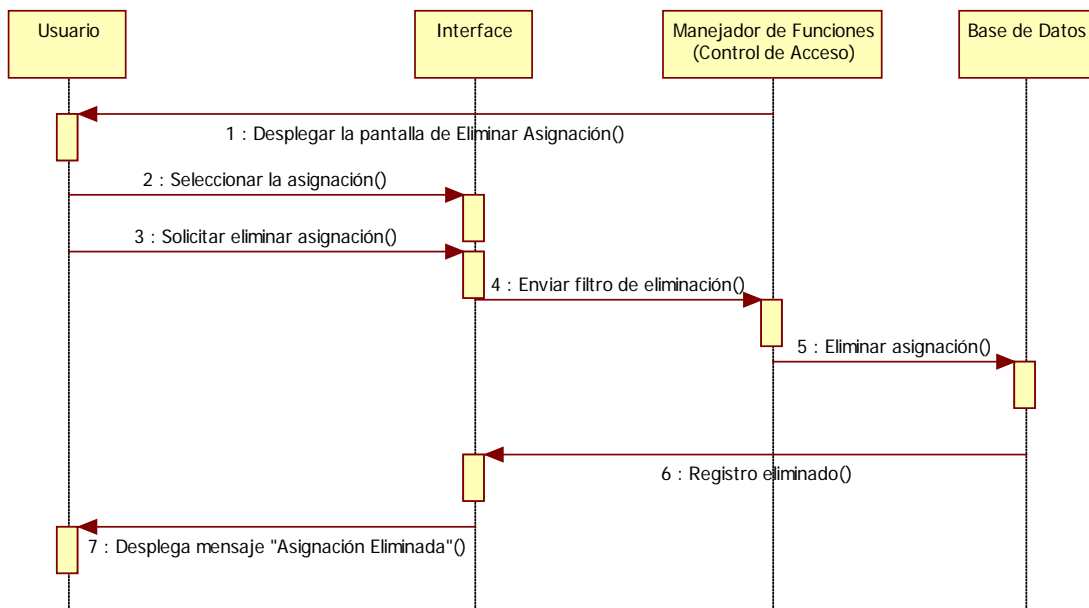 Usuario
Interface
Manejador de Funciones
(Control de Acceso)
Base de Datos
1 : Desplegar la pantalla de Eliminar Asignación()
2 : Seleccionar la asignación()
3 : Solicitar eliminar asignación()
4 : Enviar filtro de eliminación()
5 : Eliminar asignación()
6 : Registro eliminado()
7 : Desplega mensaje "Asignación Eliminada"()